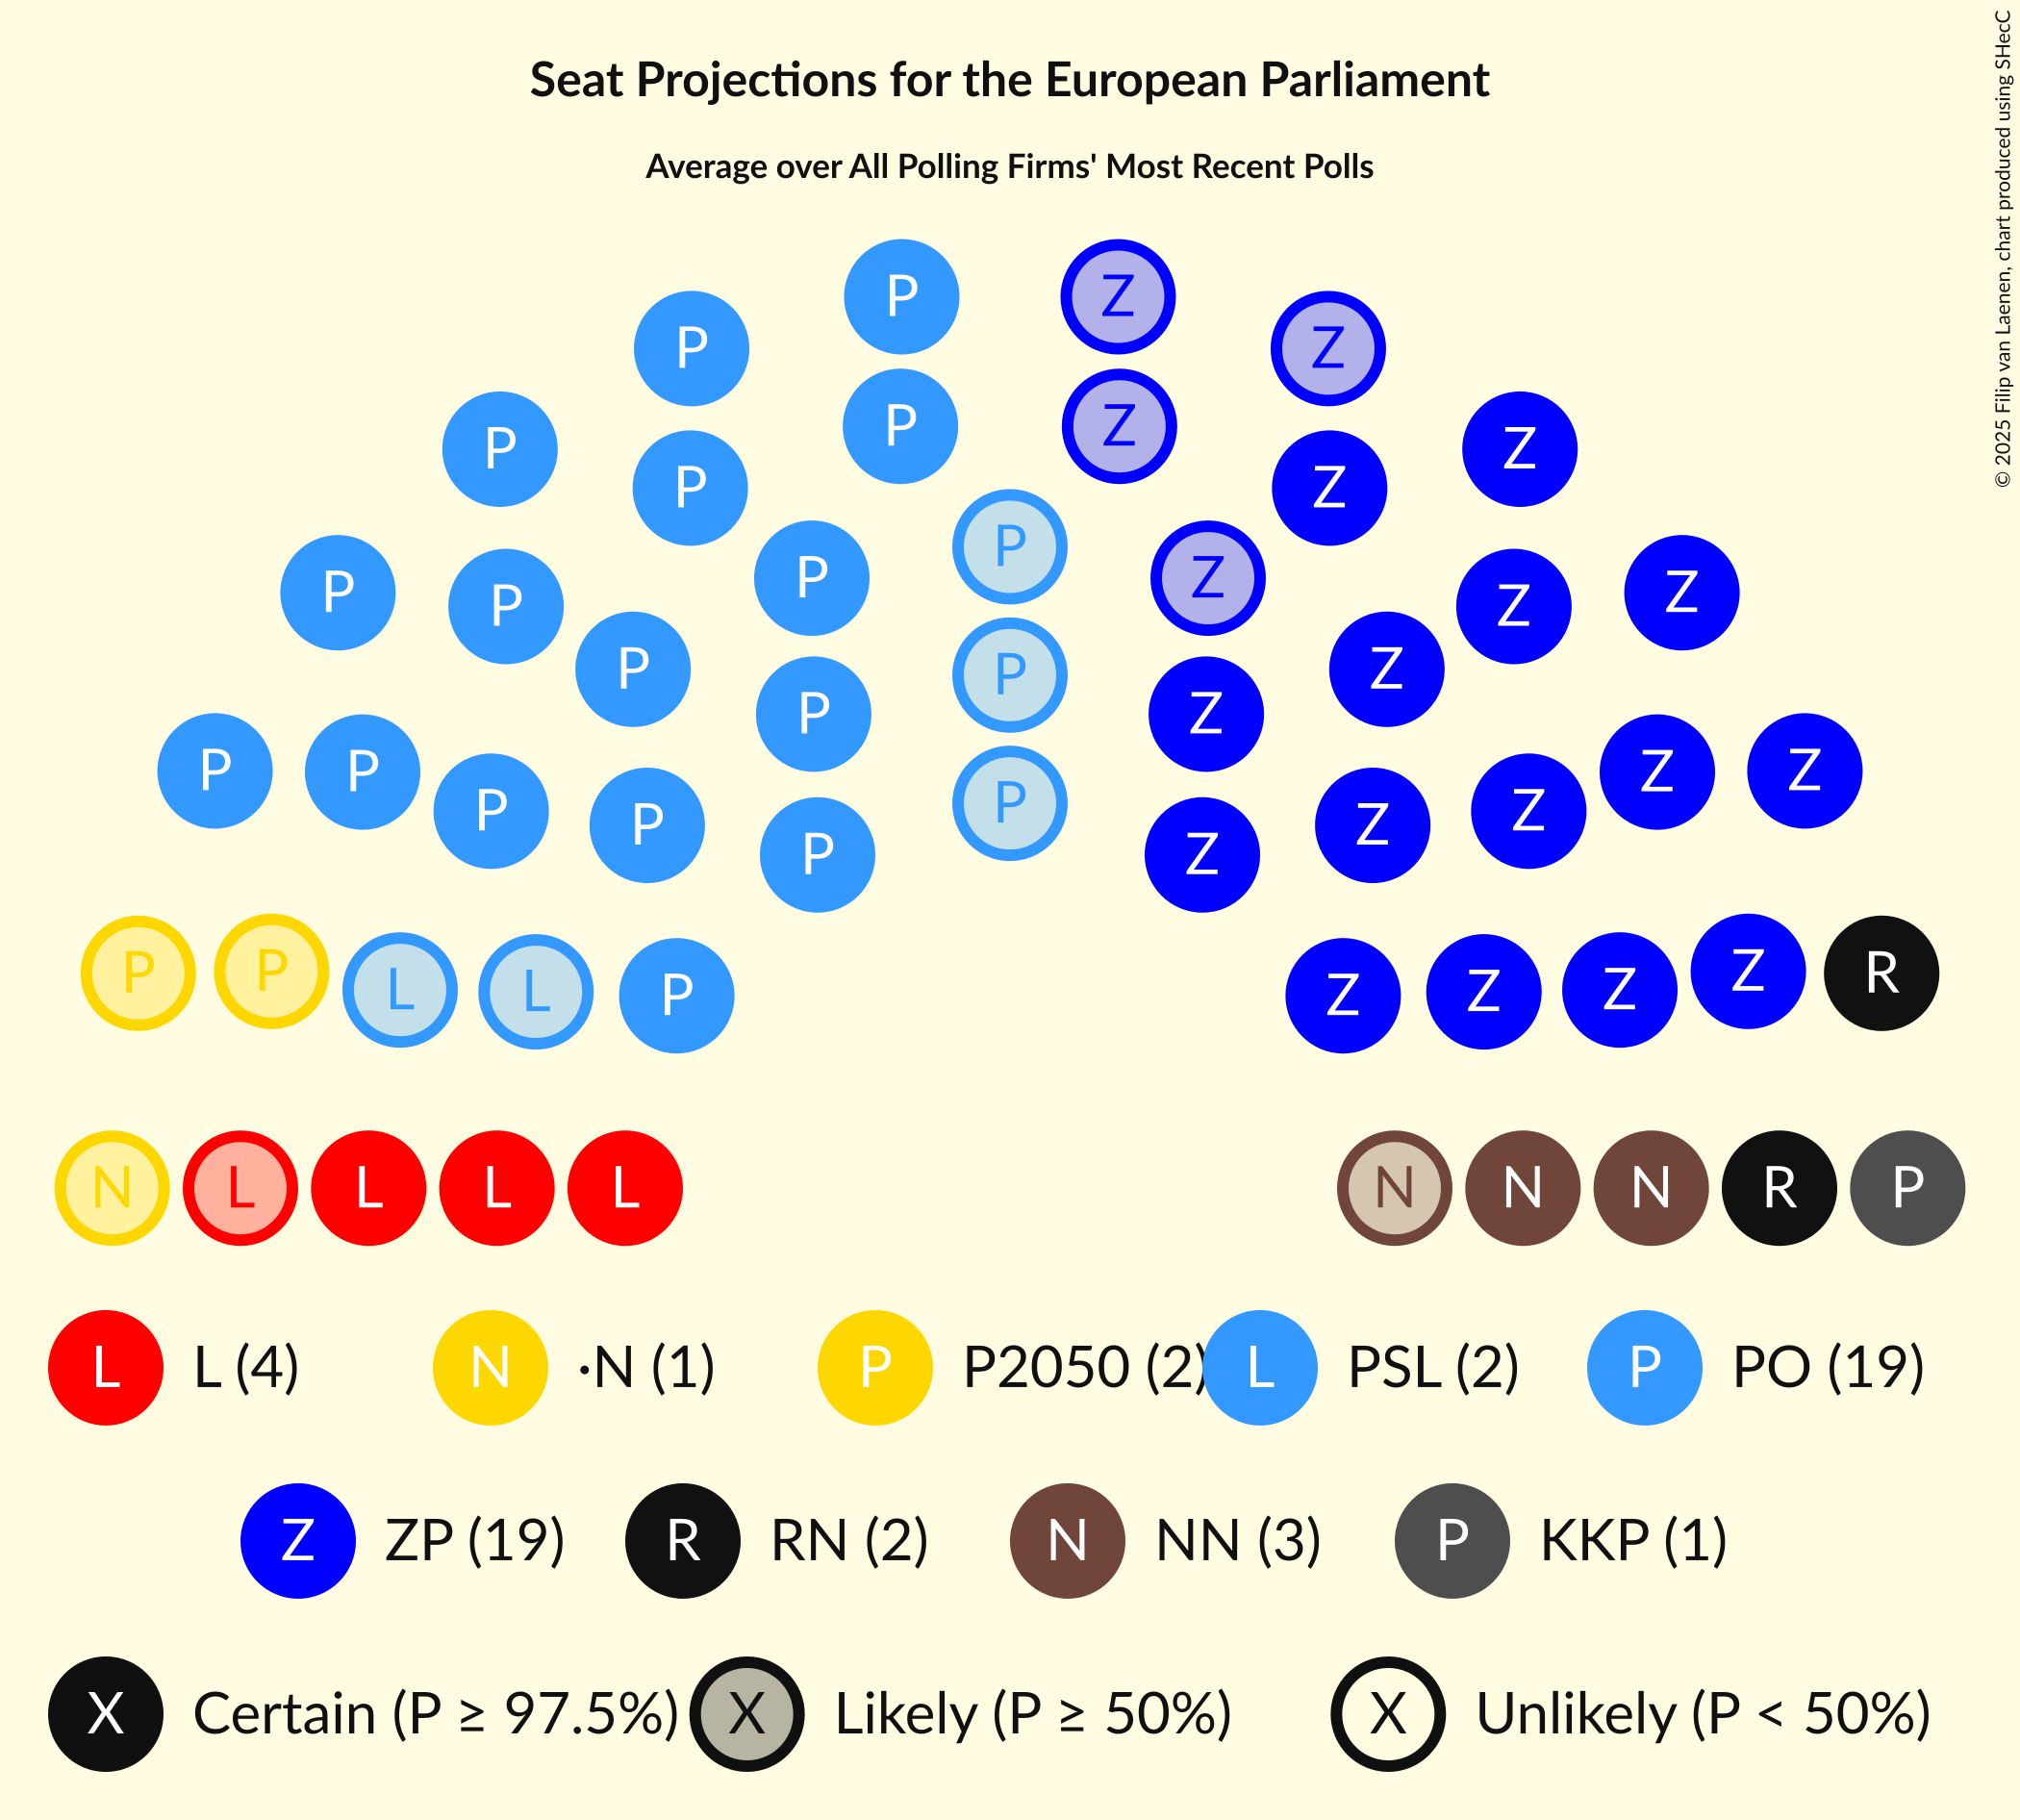 Seat Projections for the European Parliament
Average over All Polling Firms' Most Recent Polls
© 2025 Filip van Laenen, chart produced using SHecC
P Z
P Z
P Z
P Z
P Z
P Z
P
P Z
P P Z Z
P Z
P
P Z
P P Z Z
P
P Z
P Z
P Z
P P Z R
L L Z Z
P Z
N L L L L N N N R P
L L (4) N ·N (1) P P2050 (2) L PSL (2) P PO (19)
Z ZP (19) R RN (2) N NN (3) P KKP (1)
X Certain (P ≥ 97.5%) X Likely (P ≥ 50%) X Unlikely (P < 50%)